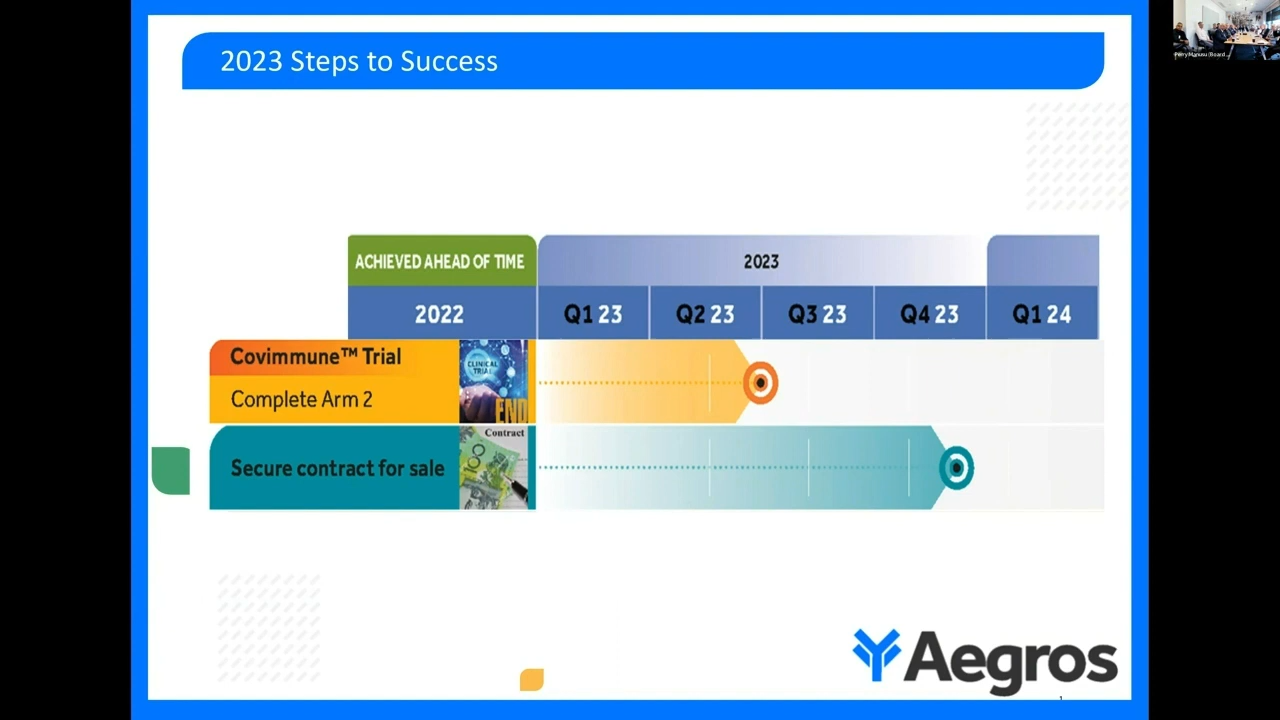 2023 Steps to Success
ACHIEVED AHEAD OF TIME
2023
2022
Q1 23
Q2 23
Q3 23
Q4 23
Q1 24
Covimmune™ Trial
Complete Arm 2
CLINICAL
TRIAL
END
Secure contract for sale
Contract
Aegros
1